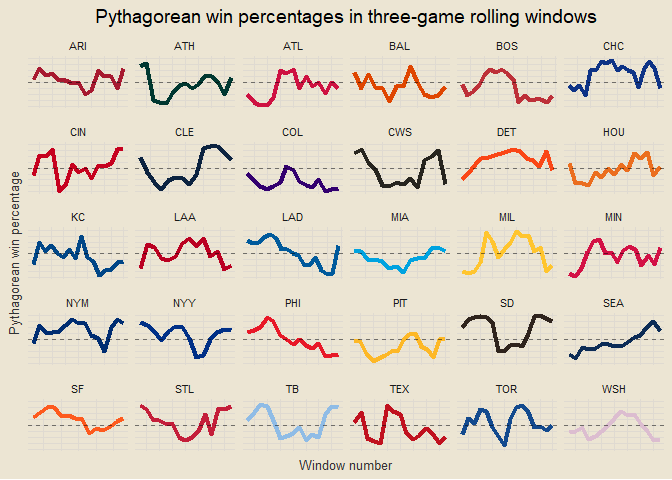 Pythagorean win percentages in three-game rolling windows
ARI ATH ATL BAL BOS CHC
CIN CLE COL CWS DET HOU
KC LAA LAD MIA MIL MIN
NYM NYY PHI PIT SD SEA
SF STL TB TEX TOR WSH
Pythagorean win percentage
Window number